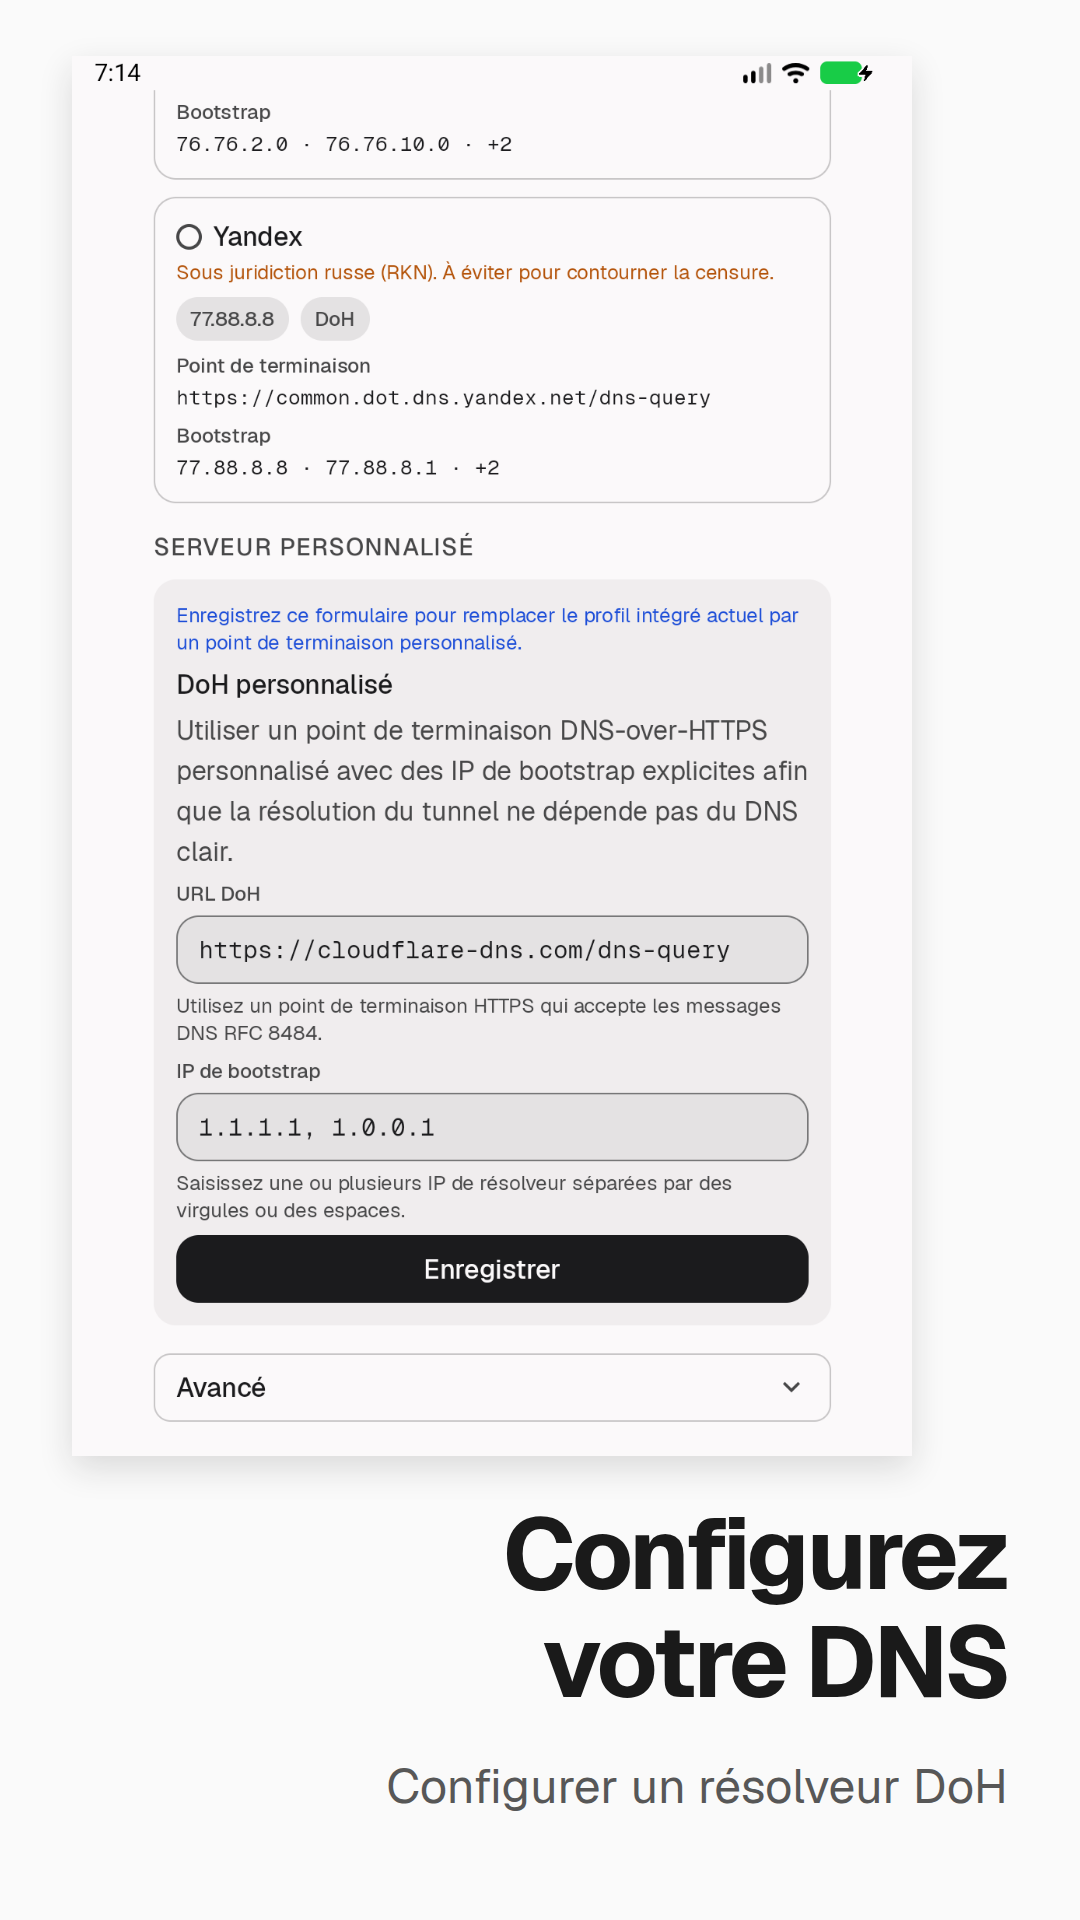 7:14
Bootstrap
76.76.2.0 · 76.76.10.0 · +2
Yandex
Sous juridiction russe (RKN). À éviter pour contourner la censure.
77.88.8.8 DoH
Point de terminaison
https://common.dot.dns.yandex.net/dns-query
Bootstrap
77.88.8.8 · 77.88.8.1 · +2
SERVEUR PERSONNALISÉ
Enregistrez ce formulaire pour remplacer le profil intégré actuel par
un point de terminaison personnalisé.
DoH personnalisé
Utiliser un point de terminaison DNS-over-HTTPS
personnalisé avec des IP de bootstrap explicites afin
que la résolution du tunnel ne dépende pas du DNS
clair.
URL DoH
https://cloudflare-dns.com/dns-query
Utilisez un point de terminaison HTTPS qui accepte les messages
DNS RFC 8484.
IP de bootstrap
1.1.1.1, 1.0.0.1
Saisissez une ou plusieurs IP de résolveur séparées par des
virgules ou des espaces.
Enregistrer
Avancé
Configurez
votre DNS
Configurer un résolveur DoH